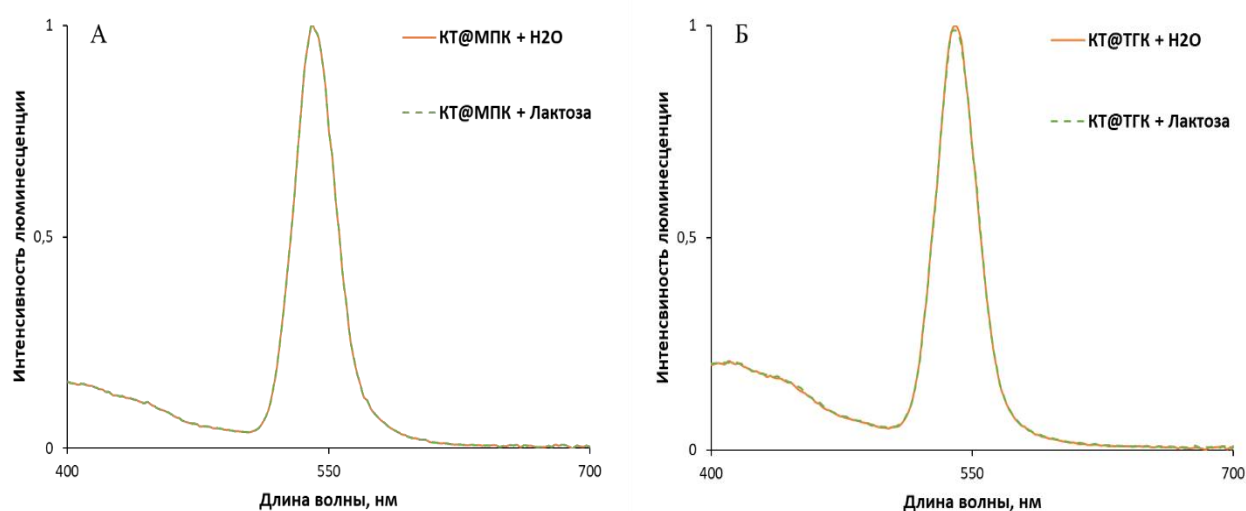 А
КТ@МПК + H2O
КТ@МПК + Лактоза
Интенсивность люминесценции
1
0,5
0
400
550
700
Длина волны, нм
Б
КТ@ТГК + H2O
КТ@ТГК + Лактоза
Интенсвиность люминесценции
1
0,5
0
400
550
700
Длина волны, нм